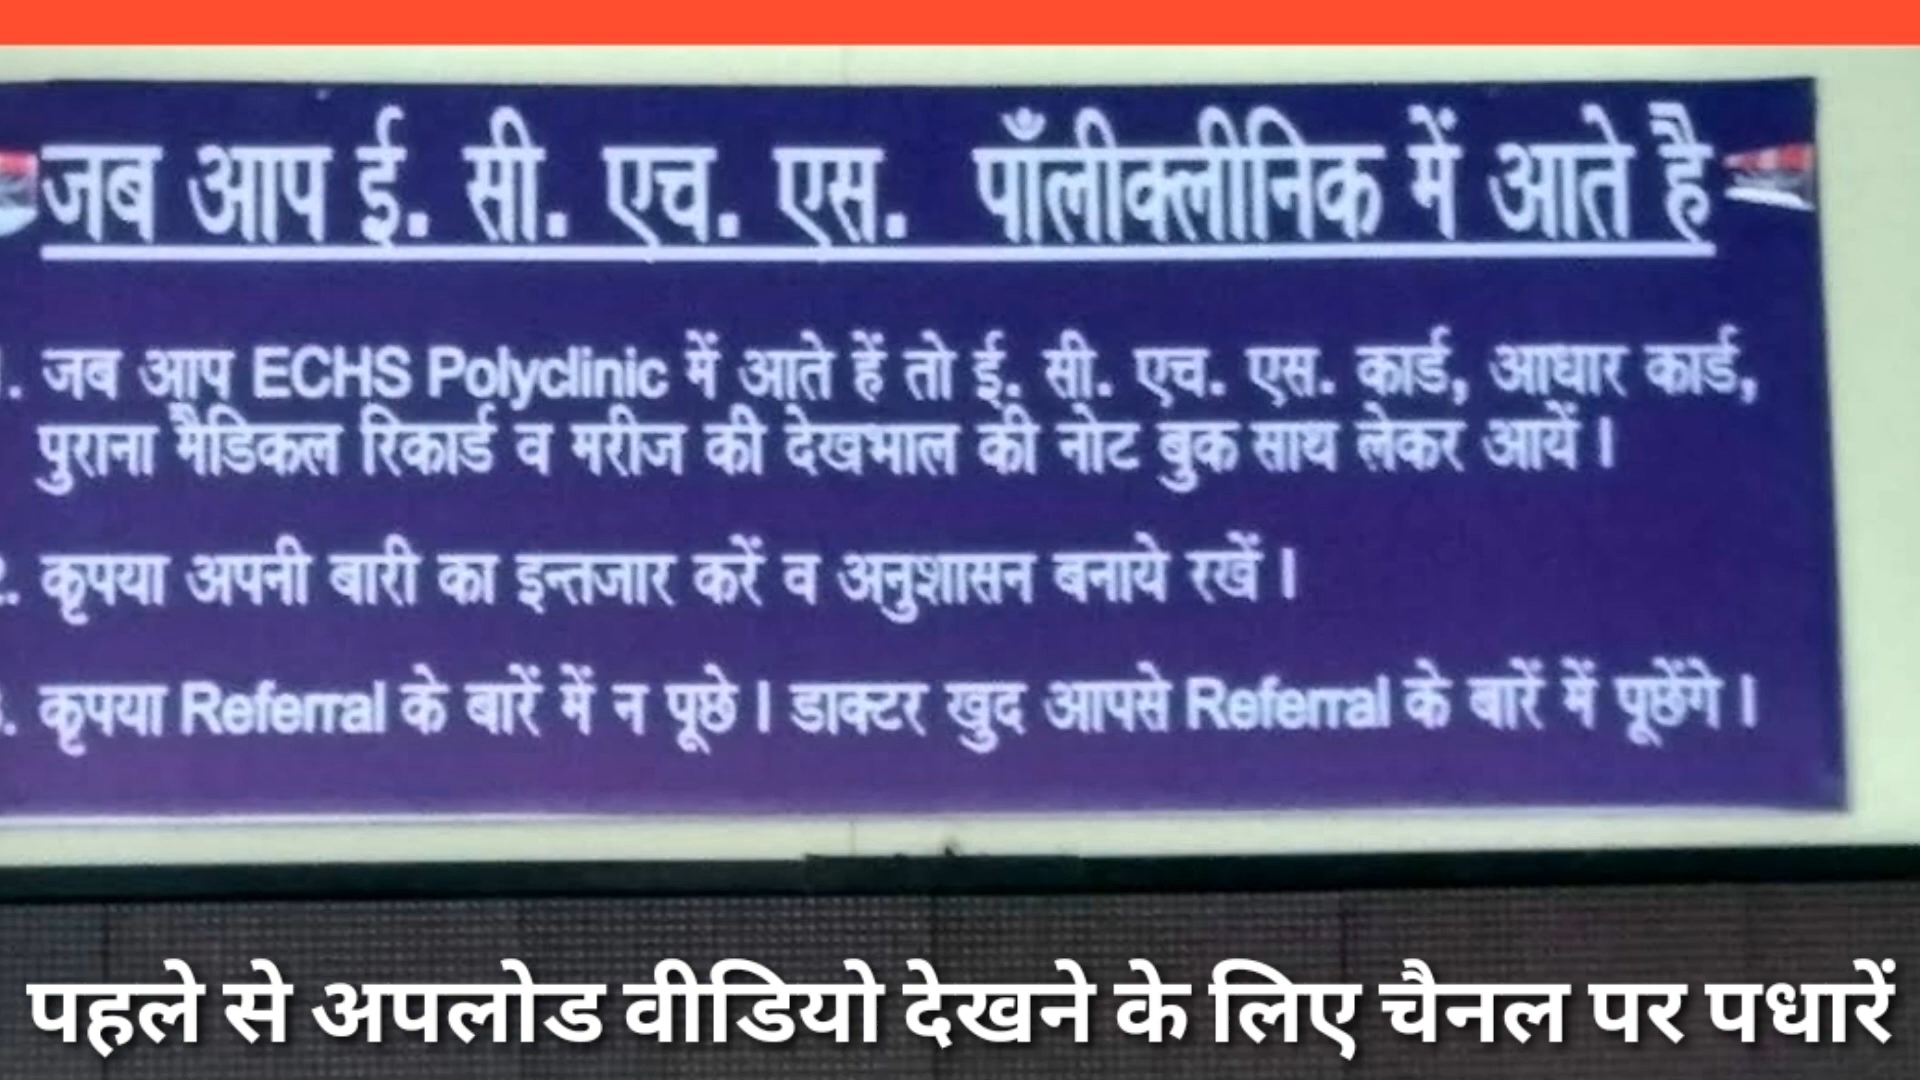 जब आप ई. सी. एच. एस. पॉलीक्लीनिक में आते है
1. जब आप ECHS Polyclinic में आते हें तो ई. सी. एच. एस. कार्ड, आधार कार्ड,
पुराना मैडिकल रिकार्ड व मरीज की देखभाल की नोट बुक साथ लेकर आयें ।
2. कृपया अपनी बारी का इन्तजार करें व अनुशासन बनाये रखें ।
3. कृपया Referral के बारें में न पूछे । डाक्टर खुद आपसे Referral के बारें में पूछेंगे ।
पहले से अपलोड वीडियो देखने के लिए चैनल पर पधारें